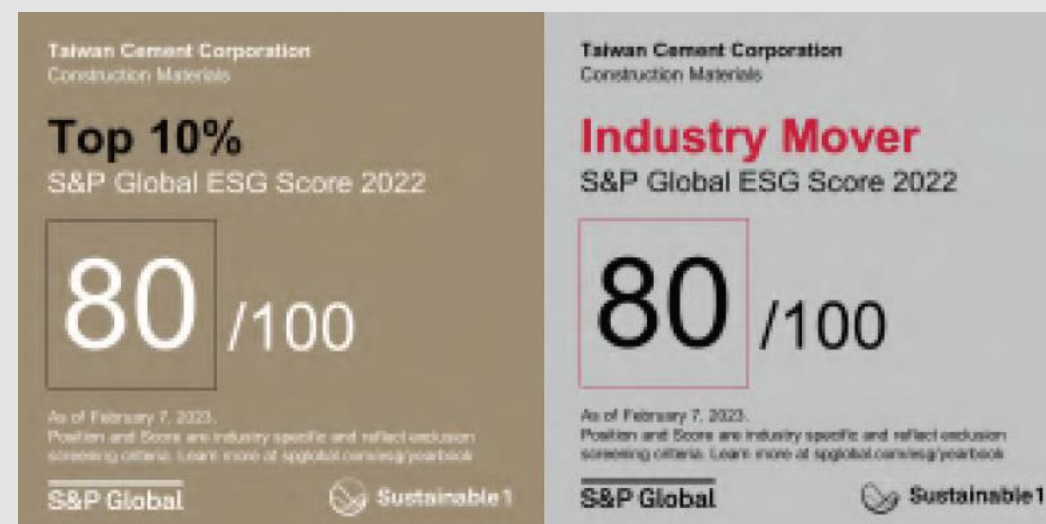 Taiwan Cement Corporation
Construction Materials
Top 10%
S&P Global ESG Score 2022
80 /100
As of February 7, 2023.
Position and Score are industry specific and reflect exclusion
screening criteria. Learn more at spglobal.com/esg/yearbook
S&P Global
Sustainable1
Taiwan Cement Corporation
Construction Materials
Industry Mover
S&P Global ESG Score 2022
80 /100
As of February 7, 2023.
Position and Score are industry specific and reflect exclusion
screening criteria. Learn more at spglobal.com/esg/yearbook
S&P Global
Sustainable1